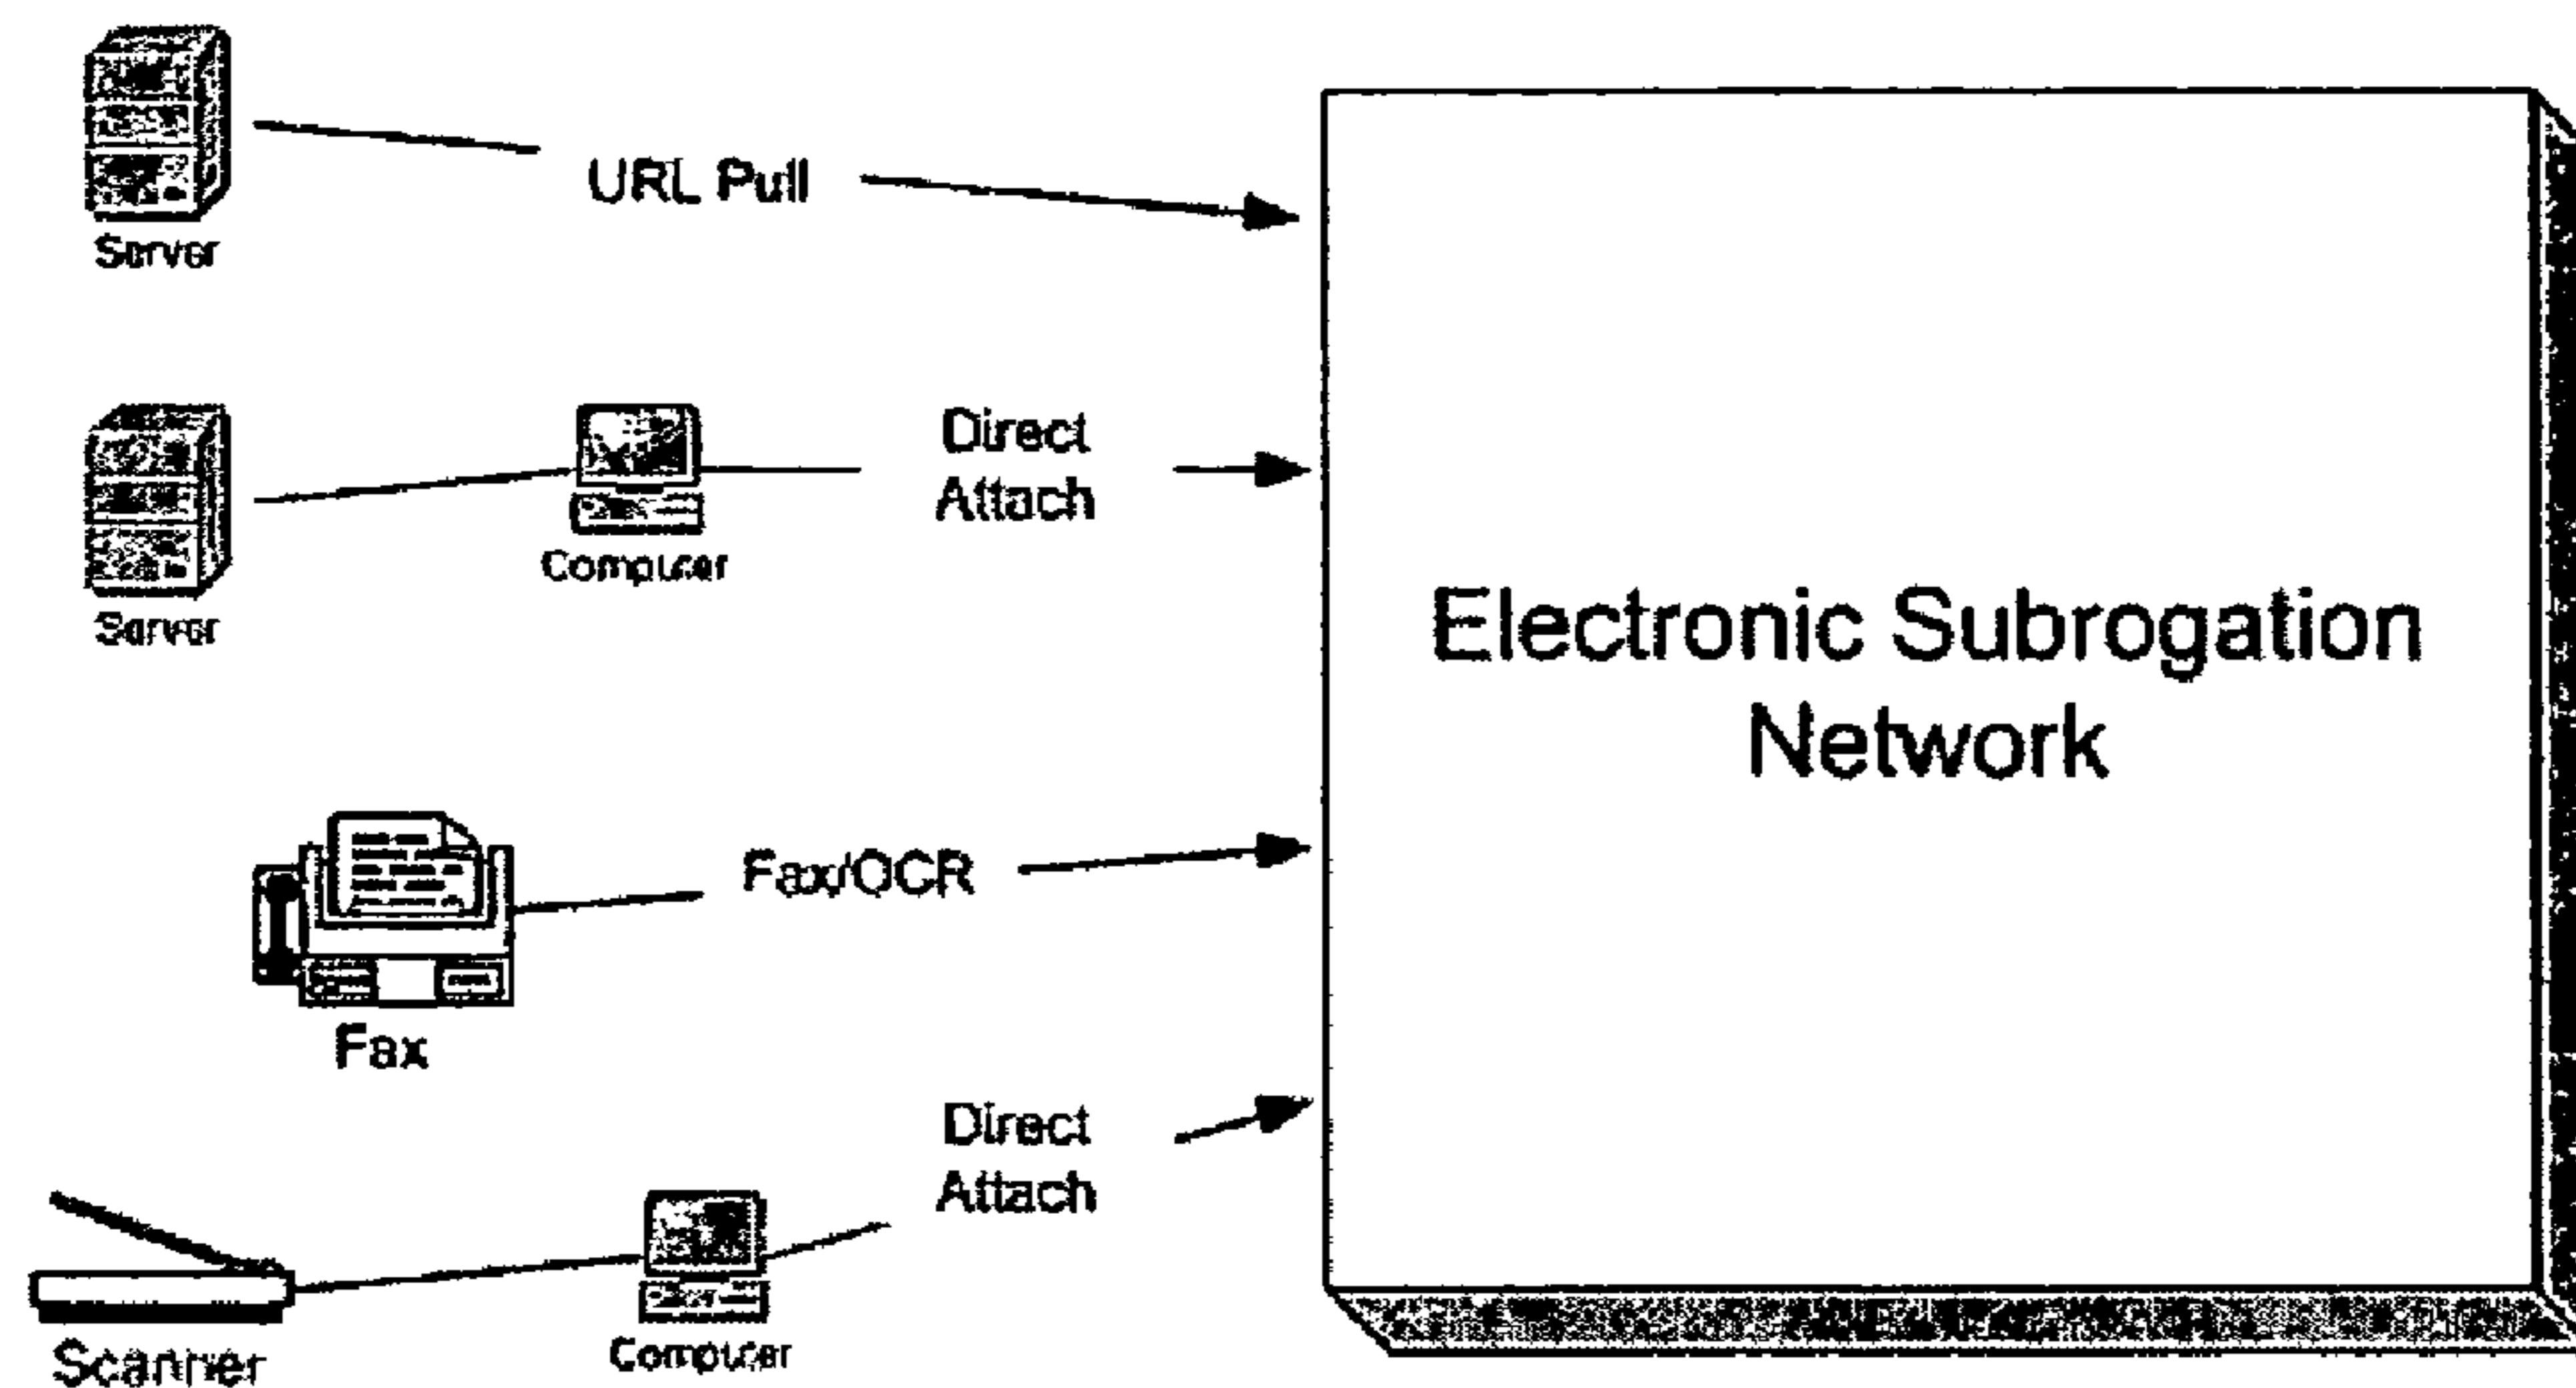 URL Pull
Server
Direct
Attach
Computer
Server
Electronic Subrogation
Network
Fax/OCR
Fax
Direct
Attach
Computer
Scanner